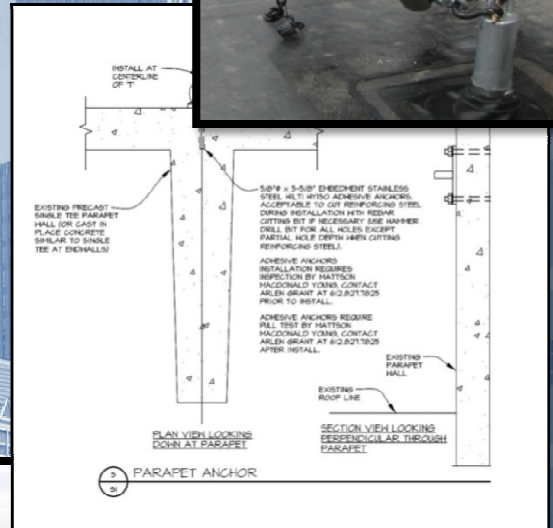 INSTALL AT
CENTERLINE
OF 'T'
EXISTING PRECAST
SINGLE TEE PARAPET
WALL (OR CAST IN
PLACE CONCRETE
SIMILAR TO SINGLE
TEE AT ENDWALLS)
5/8"Ø x 5-5/8" EMBEDMENT STAINLESS
STEEL HILTI HY150 ADHESIVE ANCHORS.
ACCEPTABLE TO CUT REINFORCING STEEL
DURING INSTALLATION WITH REBAR
CUTTING BIT IF NECESSARY (USE HAMMER
DRILL BIT FOR ALL HOLES EXCEPT
PARTIAL HOLE DEPTH WHEN CUTTING
REINFORCING STEEL).
ADHESIVE ANCHORS
INSTALLATION REQUIRES
INSPECTION BY MATTSON
MACDONALD YOUNG, CONTACT
ARLEN GRANT AT 612.827.7825
PRIOR TO INSTALL.
ADHESIVE ANCHORS REQUIRE
PULL TEST BY MATTSON
MACDONALD YOUNG, CONTACT
ARLEN GRANT AT 612.827.7825
AFTER INSTALL.
EXISTING
PARAPET
WALL
EXISTING
ROOF LINE
PLAN VIEW LOOKING
DOWN AT PARAPET
SECTION VIEW LOOKING
PERPENDICULAR THROUGH
PARAPET
PARAPET ANCHOR
S1